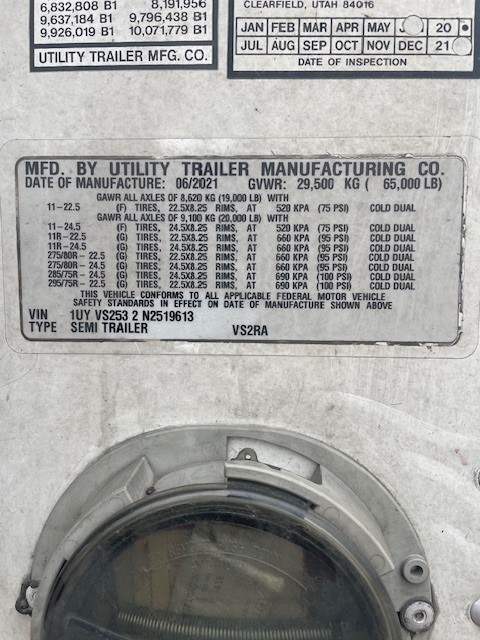 6,832,808 B1 8,191,956
9,637,184 B1 9,796,438 B1
9,926,019 B1 10,071,779 B1
UTILITY TRAILER MFG. CO.
CLEARFIELD, UTAH 84016
JAN FEB MAR APR MAY 20
JUL AUG SEP OCT NOV DEC 21
DATE OF INSPECTION
MFD. BY UTILITY TRAILER MANUFACTURING CO.
DATE OF MANUFACTURE: 06/2021 GVWR: 29,500 KG ( 65,000 LB)
GAWR ALL AXLES OF 8,620 KG (19,000 LB) WITH
11-22.5 (F) TIRES, 22.5X8.25 RIMS, AT 520 KPA (75 PSI) COLD DUAL
GAWR ALL AXLES OF 9,100 KG (20,000 LB) WITH
11-24.5 (F) TIRES, 24.5X8.25 RIMS, AT 520 KPA (75 PSI) COLD DUAL
11R-22.5 (G) TIRES, 22.5X8.25 RIMS, AT 660 KPA (95 PSI) COLD DUAL
11R-24.5 (G) TIRES, 24.5X8.25 RIMS, AT 660 KPA (95 PSI) COLD DUAL
275/80R - 22.5 (G) TIRES, 22.5X8.25 RIMS, AT 660 KPA (95 PSI) COLD DUAL
275/80R - 24.5 (G) TIRES, 24.5X8.25 RIMS, AT 660 KPA (95 PSI) COLD DUAL
285/75R - 24.5 (G) TIRES, 24.5X8.25 RIMS, AT 690 KPA (100 PSI) COLD DUAL
295/75R - 22.5 (G) TIRES, 22.5X8.25 RIMS, AT 690 KPA (100 PSI) COLD DUAL
THIS VEHICLE CONFORMS TO ALL APPLICABLE FEDERAL MOTOR VEHICLE
SAFETY STANDARDS IN EFFECT ON DATE OF MANUFACTURE SHOWN ABOVE
VIN 1UY VS253 2 N2519613
TYPE SEMI TRAILER VS2RA